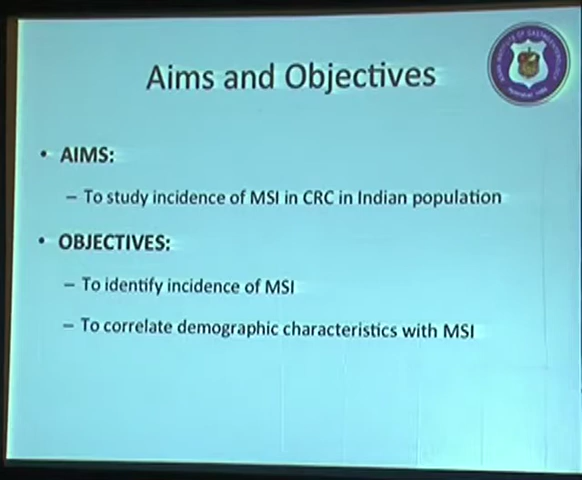 Aims and Objectives
• AIMS:
– To study incidence of MSI in CRC in Indian population
• OBJECTIVES:
– To identify incidence of MSI
– To correlate demographic characteristics with MSI